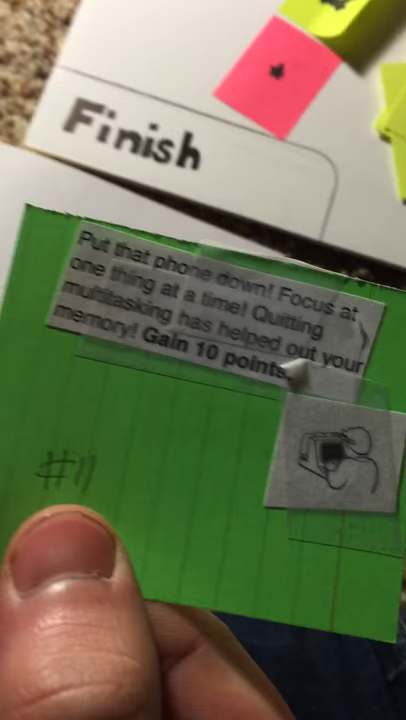 Finish
Put that phone down! Focus at
one thing at a time! Quitting
multitasking has helped out your
memory! Gain 10 points.
#11